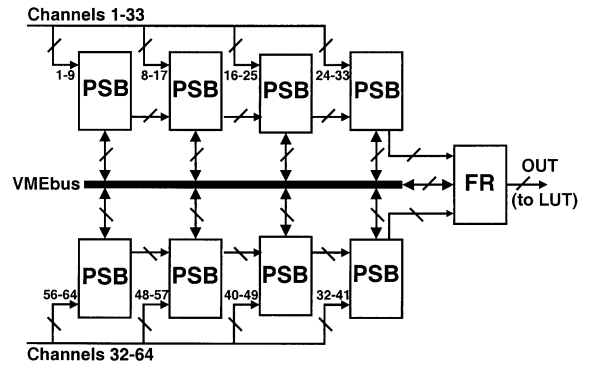 Channels 1-33
1-9
8-17
16-25
24-33
PSB
PSB
PSB
PSB
VMEbus
FR
OUT
(to LUT)
PSB
PSB
PSB
PSB
56-64
48-57
40-49
32-41
Channels 32-64